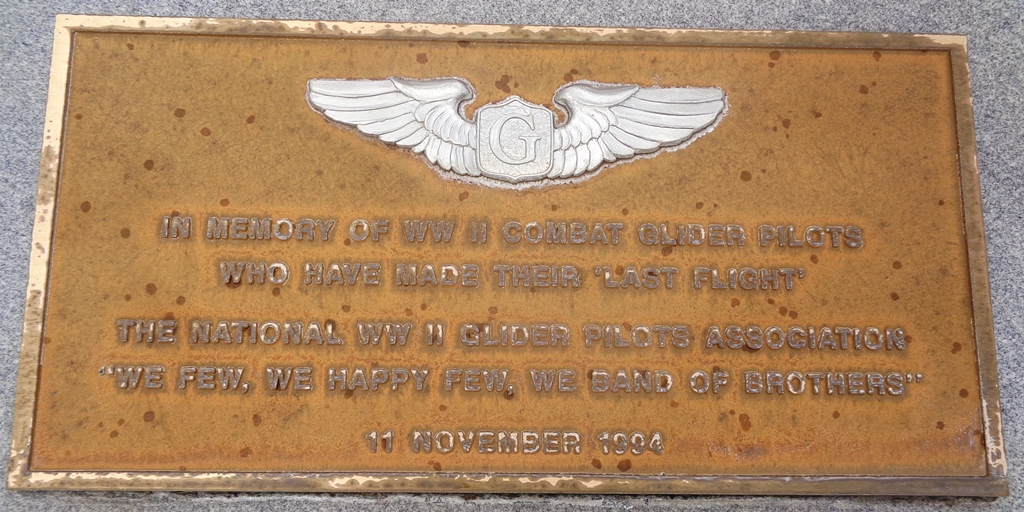 G
IN MEMORY OF WW II COMBAT GLIDER PILOTS
WHO HAVE MADE THEIR 'LAST FLIGHT'
THE NATIONAL WW II GLIDER PILOTS ASSOCIATION
"WE FEW, WE HAPPY FEW, WE BAND OF BROTHERS"
11 NOVEMBER 1994